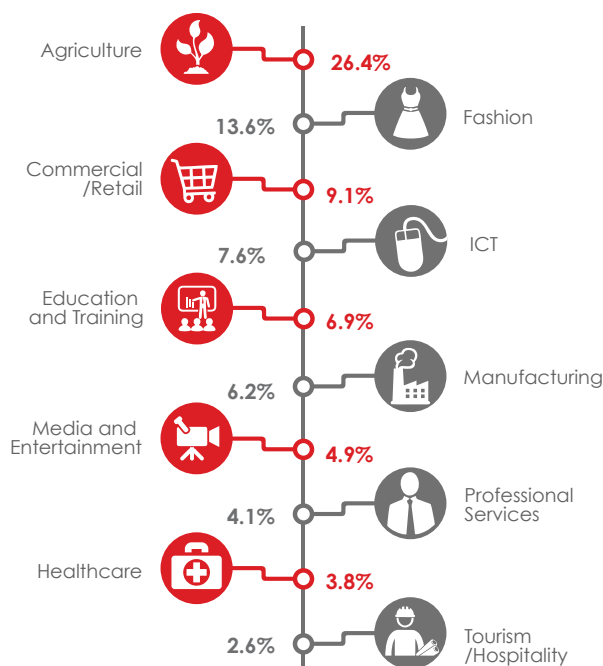 Agriculture
26.4%
13.6%
Fashion
Commercial
/Retail
9.1%
7.6%
ICT
Education
and Training
6.9%
6.2%
Manufacturing
Media and
Entertainment
4.9%
4.1%
Professional
Services
Healthcare
3.8%
2.6%
Tourism
/Hospitality